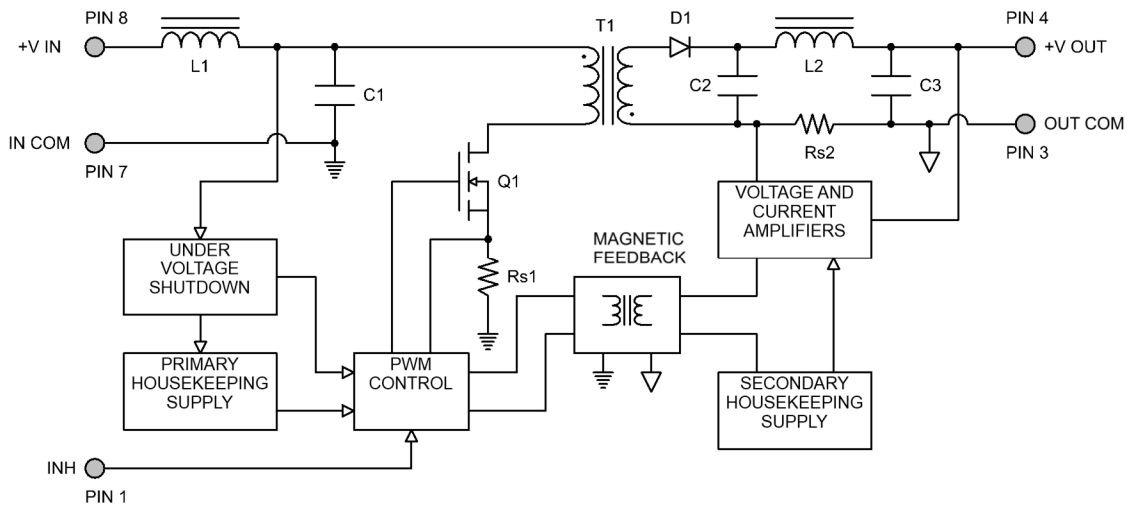 PIN 8
+V IN
L1
C1
IN COM
PIN 7
T1
D1
C2
L2
C3
PIN 4
+V OUT
OUT COM
PIN 3
Rs2
Q1
Rs1
UNDER
VOLTAGE
SHUTDOWN
PRIMARY
HOUSEKEEPING
SUPPLY
PWM
CONTROL
MAGNETIC
FEEDBACK
VOLTAGE AND
CURRENT
AMPLIFIERS
SECONDARY
HOUSEKEEPING
SUPPLY
INH
PIN 1